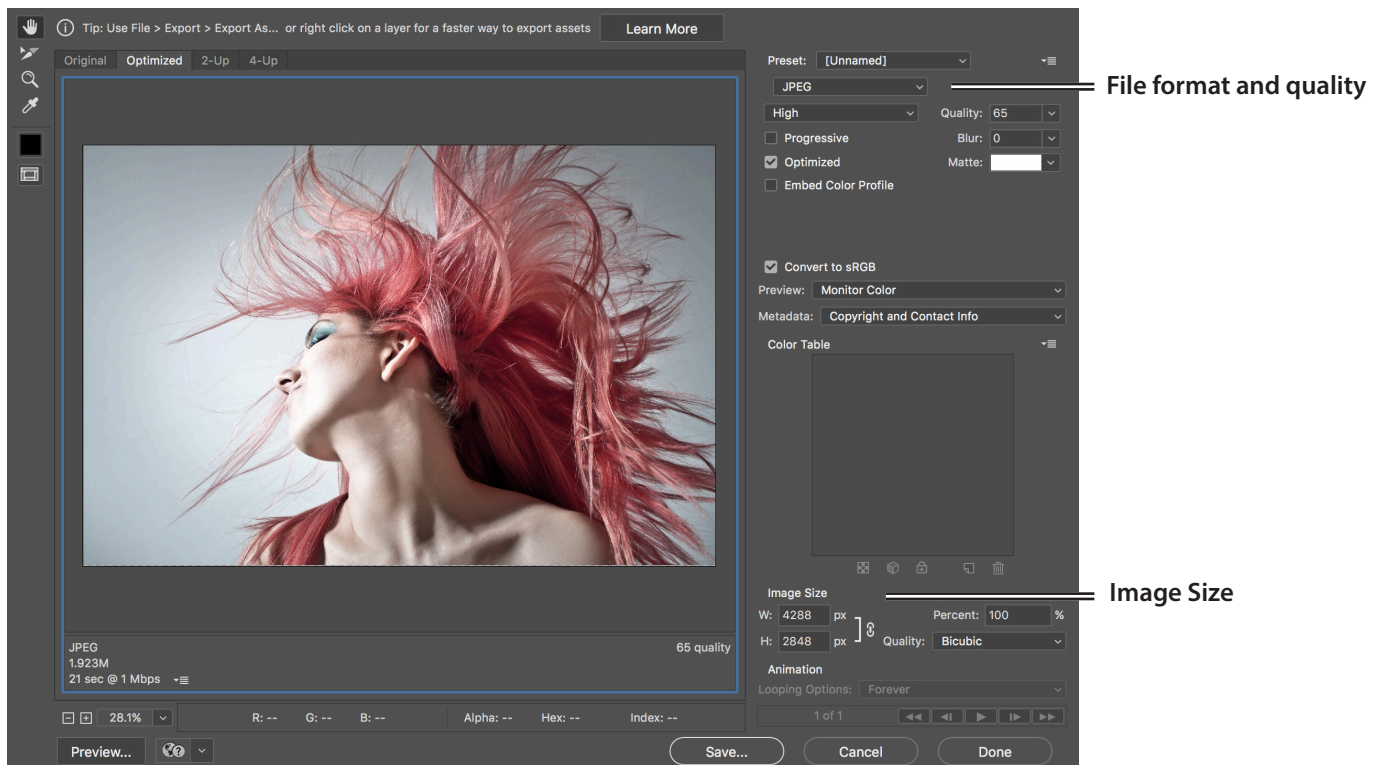 Tip: Use File > Export > Export As... or right click on a layer for a faster way to export assets
Learn More
Original Optimized 2-Up 4-Up
Preset: [Unnamed]
JPEG
File format and quality
High Quality: 65
Progressive Blur: 0
Optimized Matte:
Embed Color Profile
Convert to sRGB
Preview: Monitor Color
Metadata: Copyright and Contact Info
Color Table
Image Size
Image Size
W: 4288 px Percent: 100 %
H: 2848 px Quality: Bicubic
JPEG 65 quality
1.923M
21 sec @ 1 Mbps
Animation
Looping Options: Forever
1 of 1
28.1% R: -- G: -- B: -- Alpha: -- Hex: -- Index: --
Preview... Save... Cancel Done